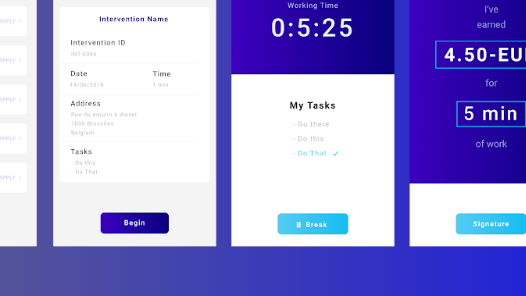 APPLY >
APPLY >
APPLY >
APPLY >
APPLY >
Intervention Name
Intervention ID
INT-0004
Date Time
14/06/2018 1 min
Address
Rue du moulin à diesel
1000 Bruxelles
Belgium
Tasks
- Do this
- Do That
Begin
Working Time
0:5:25
My Tasks
- Go there
- Do this
- Do That ✓
Break
I've
earned
4.50-EU
for
5 min
of work
Signature